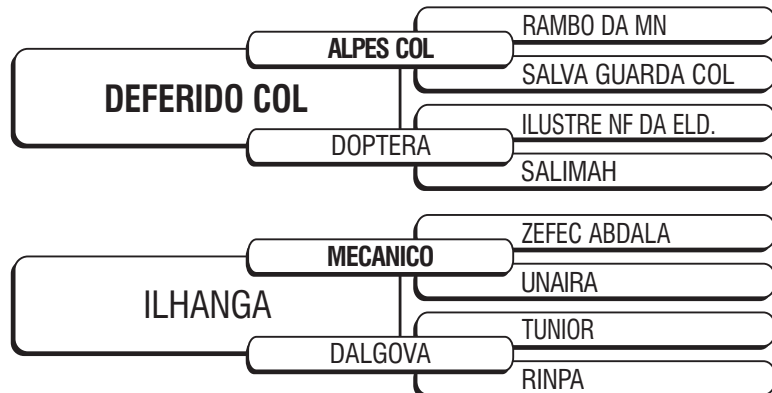 RAMBO DA MN
ALPES COL
SALVA GUARDA COL
DEFERIDO COL
ILUSTRE NF DA ELD.
DOPTERA
SALIMAH
ZEFEC ABDALA
MECANICO
UNAIRA
ILHANGA
TUNIOR
DALGOVA
RINPA